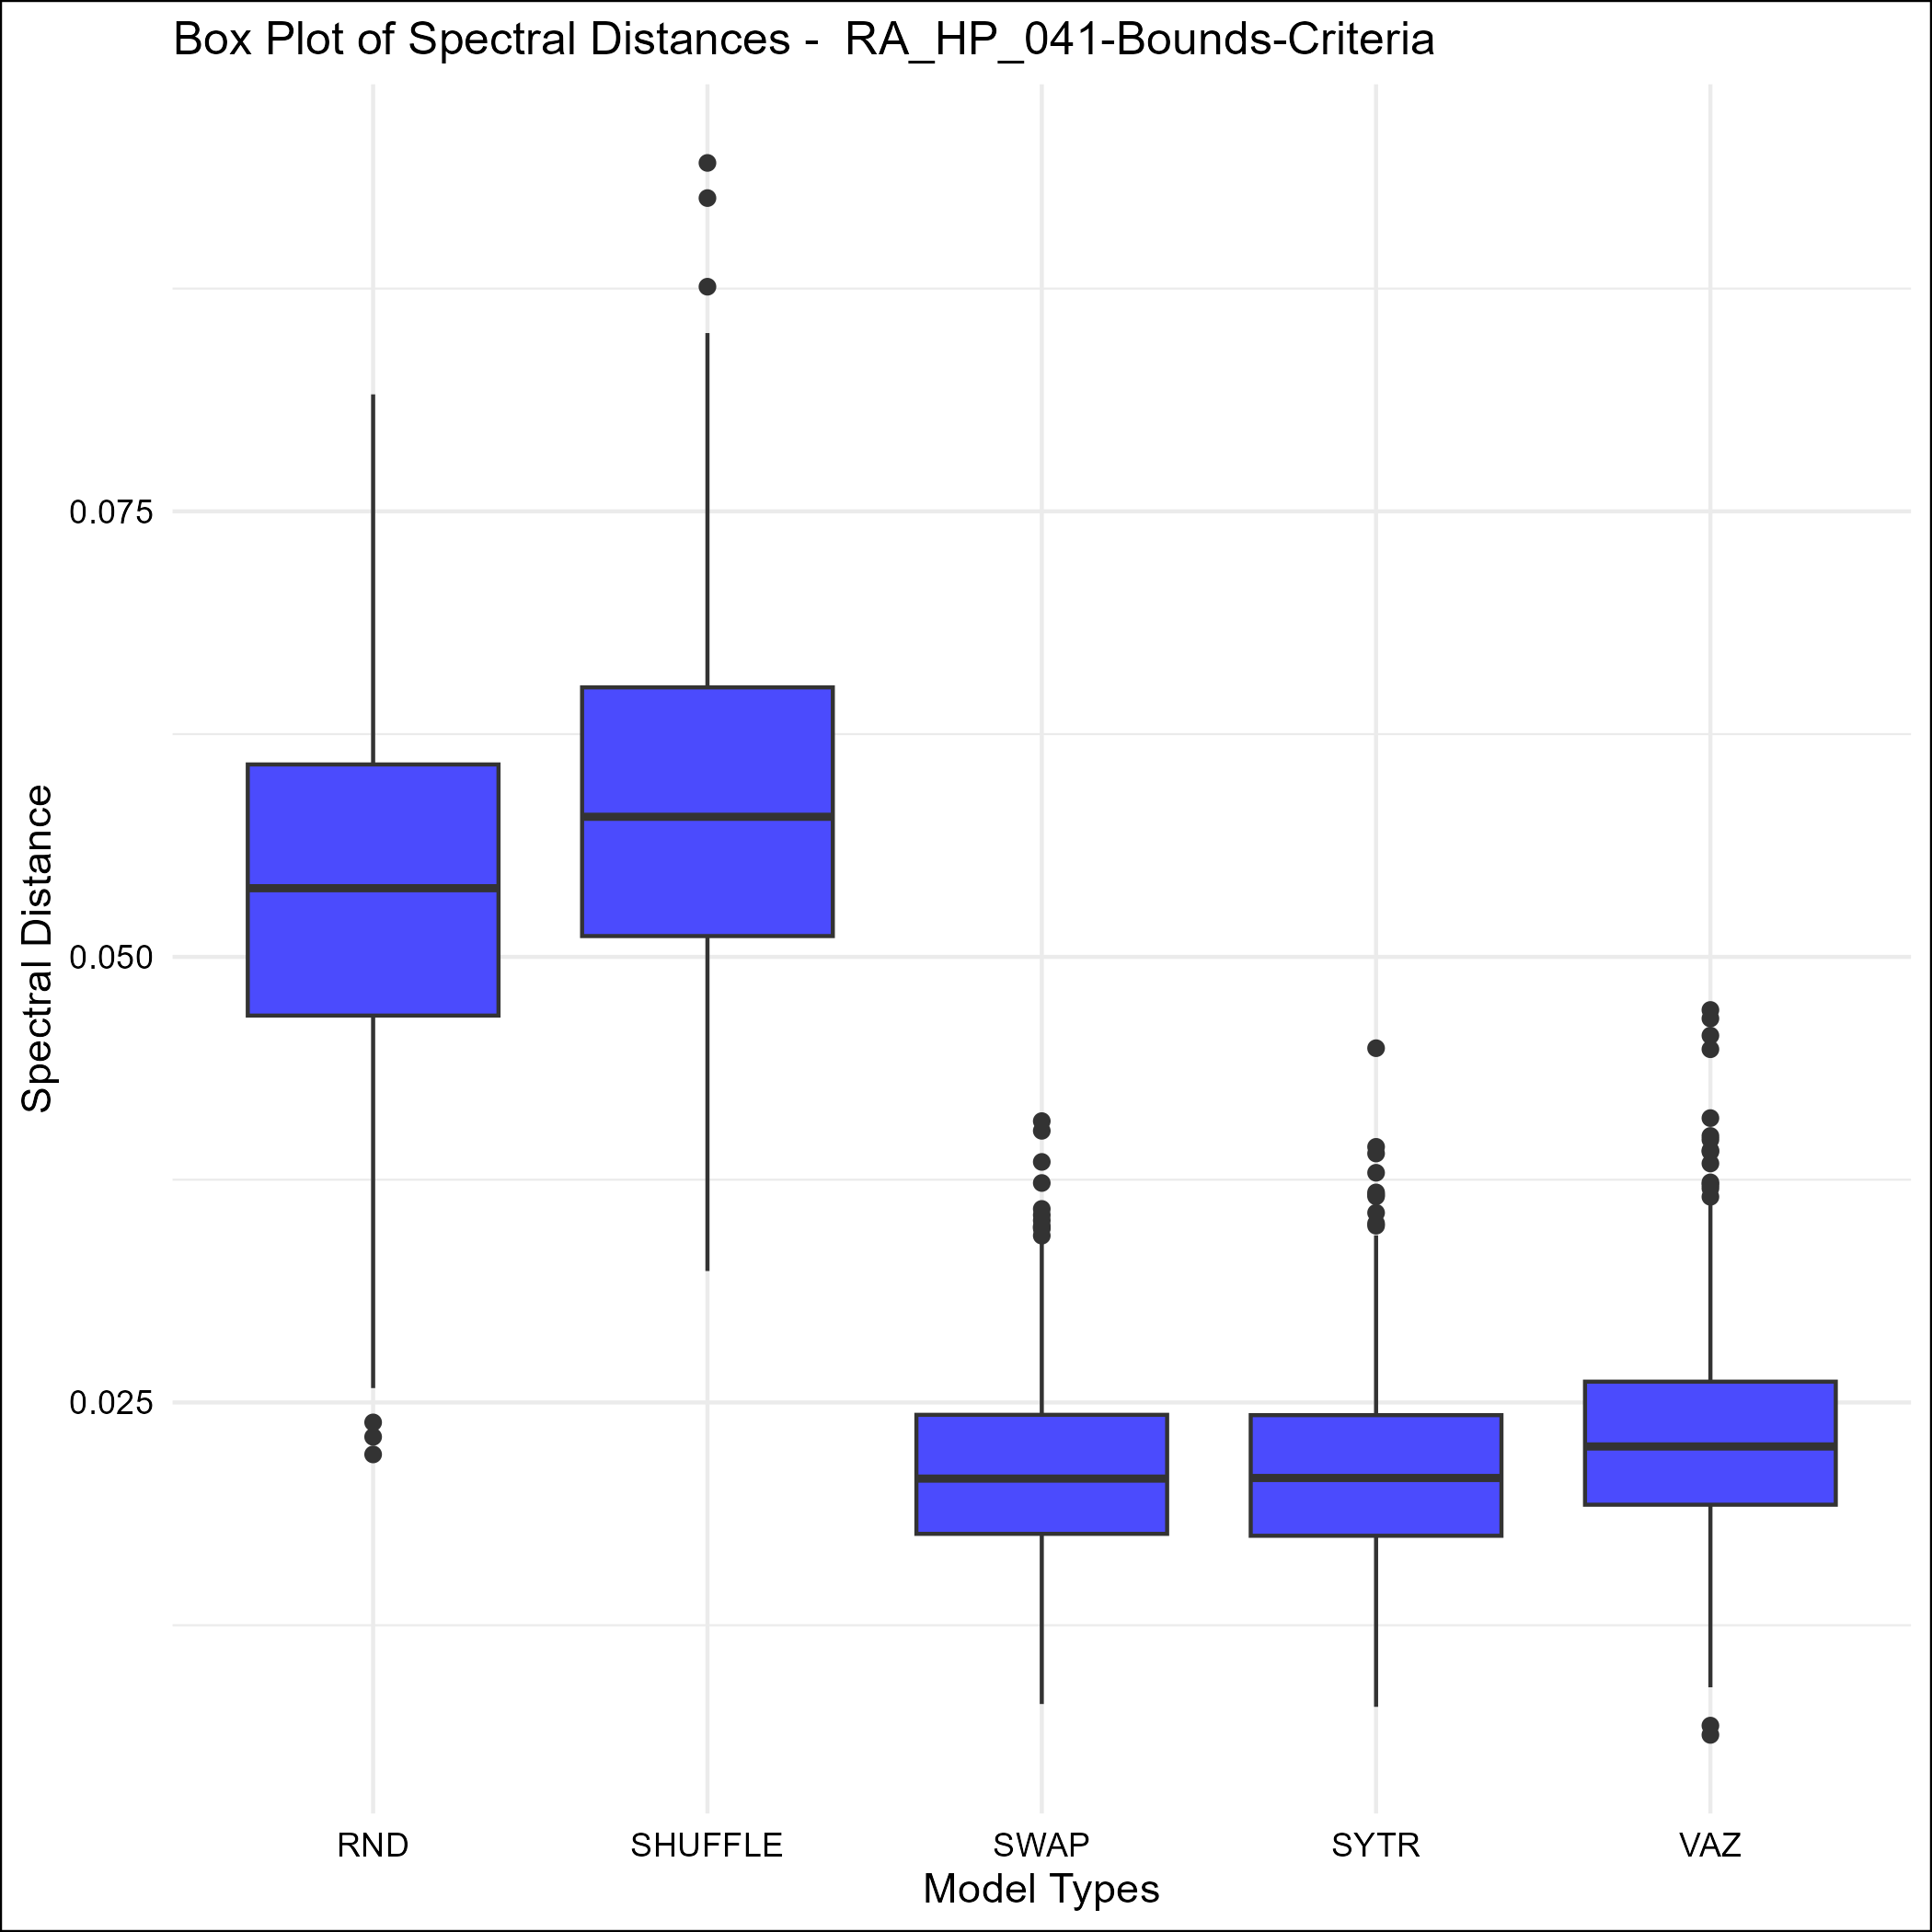 Box Plot of Spectral Distances -  RA_HP_041-Bounds-Criteria
Spectral Distance
0.075
0.050
0.025
RND SHUFFLE SWAP SYTR VAZ
Model Types